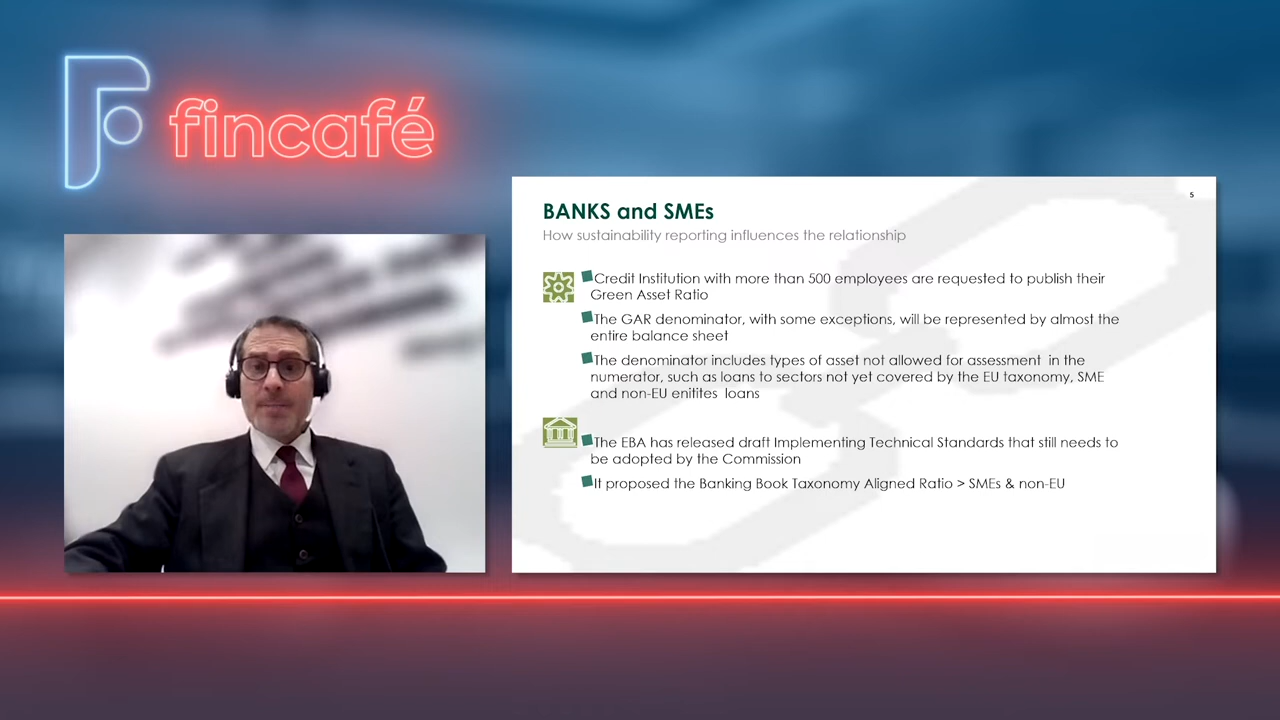 fincafé
5
BANKS and SMEs
How sustainability reporting influences the relationship
Credit Institution with more than 500 employees are requested to publish their
Green Asset Ratio
The GAR denominator, with some exceptions, will be represented by almost the
entire balance sheet
The denominator includes types of asset not allowed for assessment in the
numerator, such as loans to sectors not yet covered by the EU taxonomy, SME
and non-EU enitites loans
The EBA has released draft Implementing Technical Standards that still needs to
be adopted by the Commission
It proposed the Banking Book Taxonomy Aligned Ratio > SMEs & non-EU